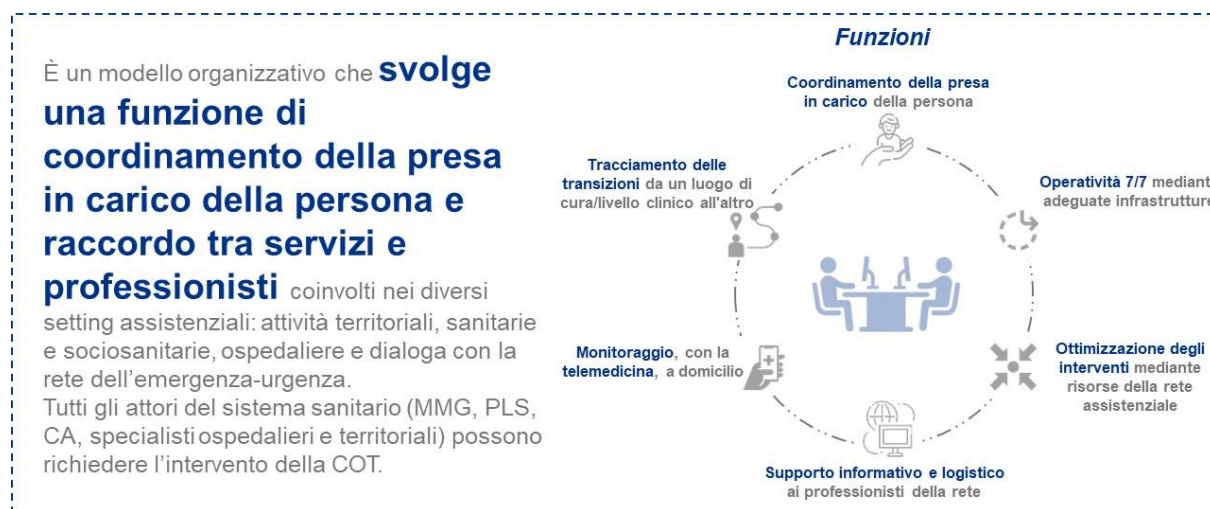 È un modello organizzativo che svolge
una funzione di
coordinamento della presa
in carico della persona e
raccordo tra servizi e
professionisti coinvolti nei diversi
setting assistenziali: attività territoriali, sanitarie
e sociosanitarie, ospedaliere e dialoga con la
rete dell'emergenza-urgenza.
Tutti gli attori del sistema sanitario (MMG, PLS,
CA, specialisti ospedalieri e territoriali) possono
richiedere l'intervento della COT.
Funzioni
Coordinamento della presa
in carico della persona
Operatività 7/7 mediant
adeguate infrastrutture
Ottimizzazione degli
interventi mediante
risorse della rete
assistenziale
Supporto informativo e logistico
ai professionisti della rete
Monitoraggio, con la
telemedicina, a domicilio
Tracciamento delle
transizioni da un luogo di
cura/livello clinico all'altro